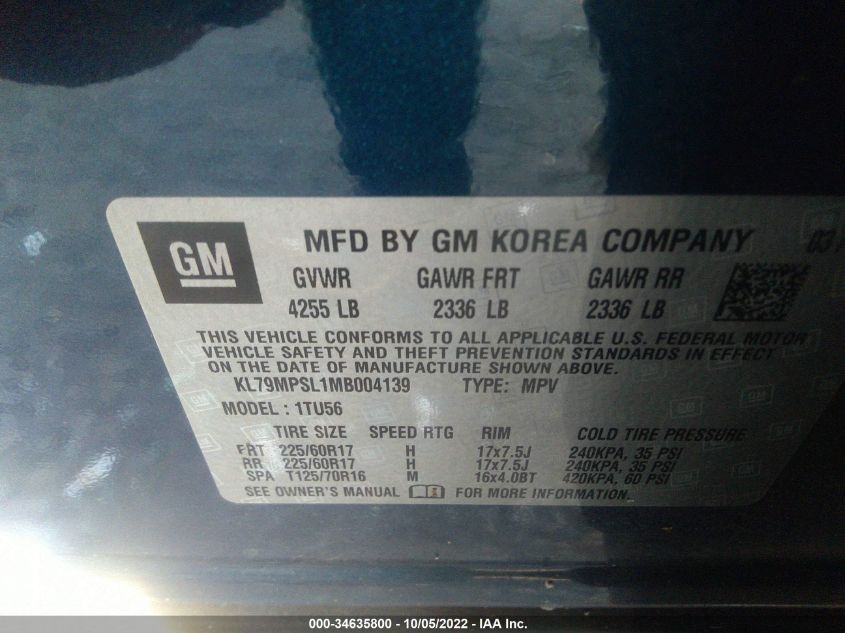 GM
MFD BY GM KOREA COMPANY 03
GVWR GAWR FRT GAWR RR
4255 LB 2336 LB 2336 LB
THIS VEHICLE CONFORMS TO ALL APPLICABLE U.S. FEDERAL MOTOR
VEHICLE SAFETY AND THEFT PREVENTION STANDARDS IN EFFECT
ON THE DATE OF MANUFACTURE SHOWN ABOVE.
KL79MPSL1MB004139 TYPE: MPV
MODEL : 1TU56
TIRE SIZE SPEED RTG RIM COLD TIRE PRESSURE
FRT 225/60R17 H 17x7.5J 240KPA, 35 PSI
RR 225/60R17 H 17x7.5J 240KPA, 35 PSI
SPA T125/70R16 M 16x4.0BT 420KPA, 60 PSI
SEE OWNER'S MANUAL FOR MORE INFORMATION.
000-34635800 - 10/05/2022 - IAA Inc.